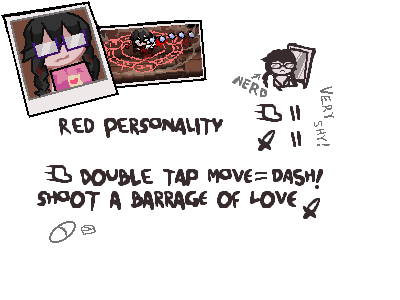 NERD
VERY SHY!
RED PERSONALITY
DOUBLE TAP MOVE = DASH!
SHOOT A BARRAGE OF LOVE